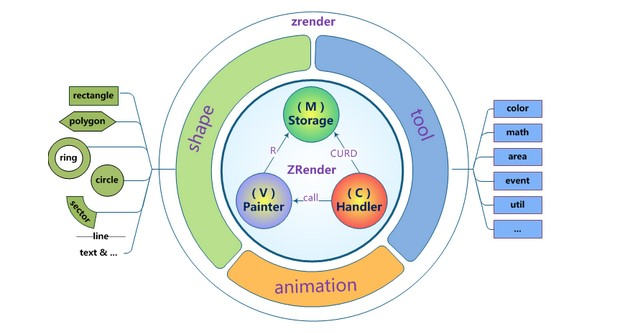 zrender
rectangle
polygon
ring
circle
sector
line
text & ...
shape
tool
animation
( M )
Storage
R
CURD
ZRender
( V )
Painter
call
( C )
Handler
color
math
area
event
util
...